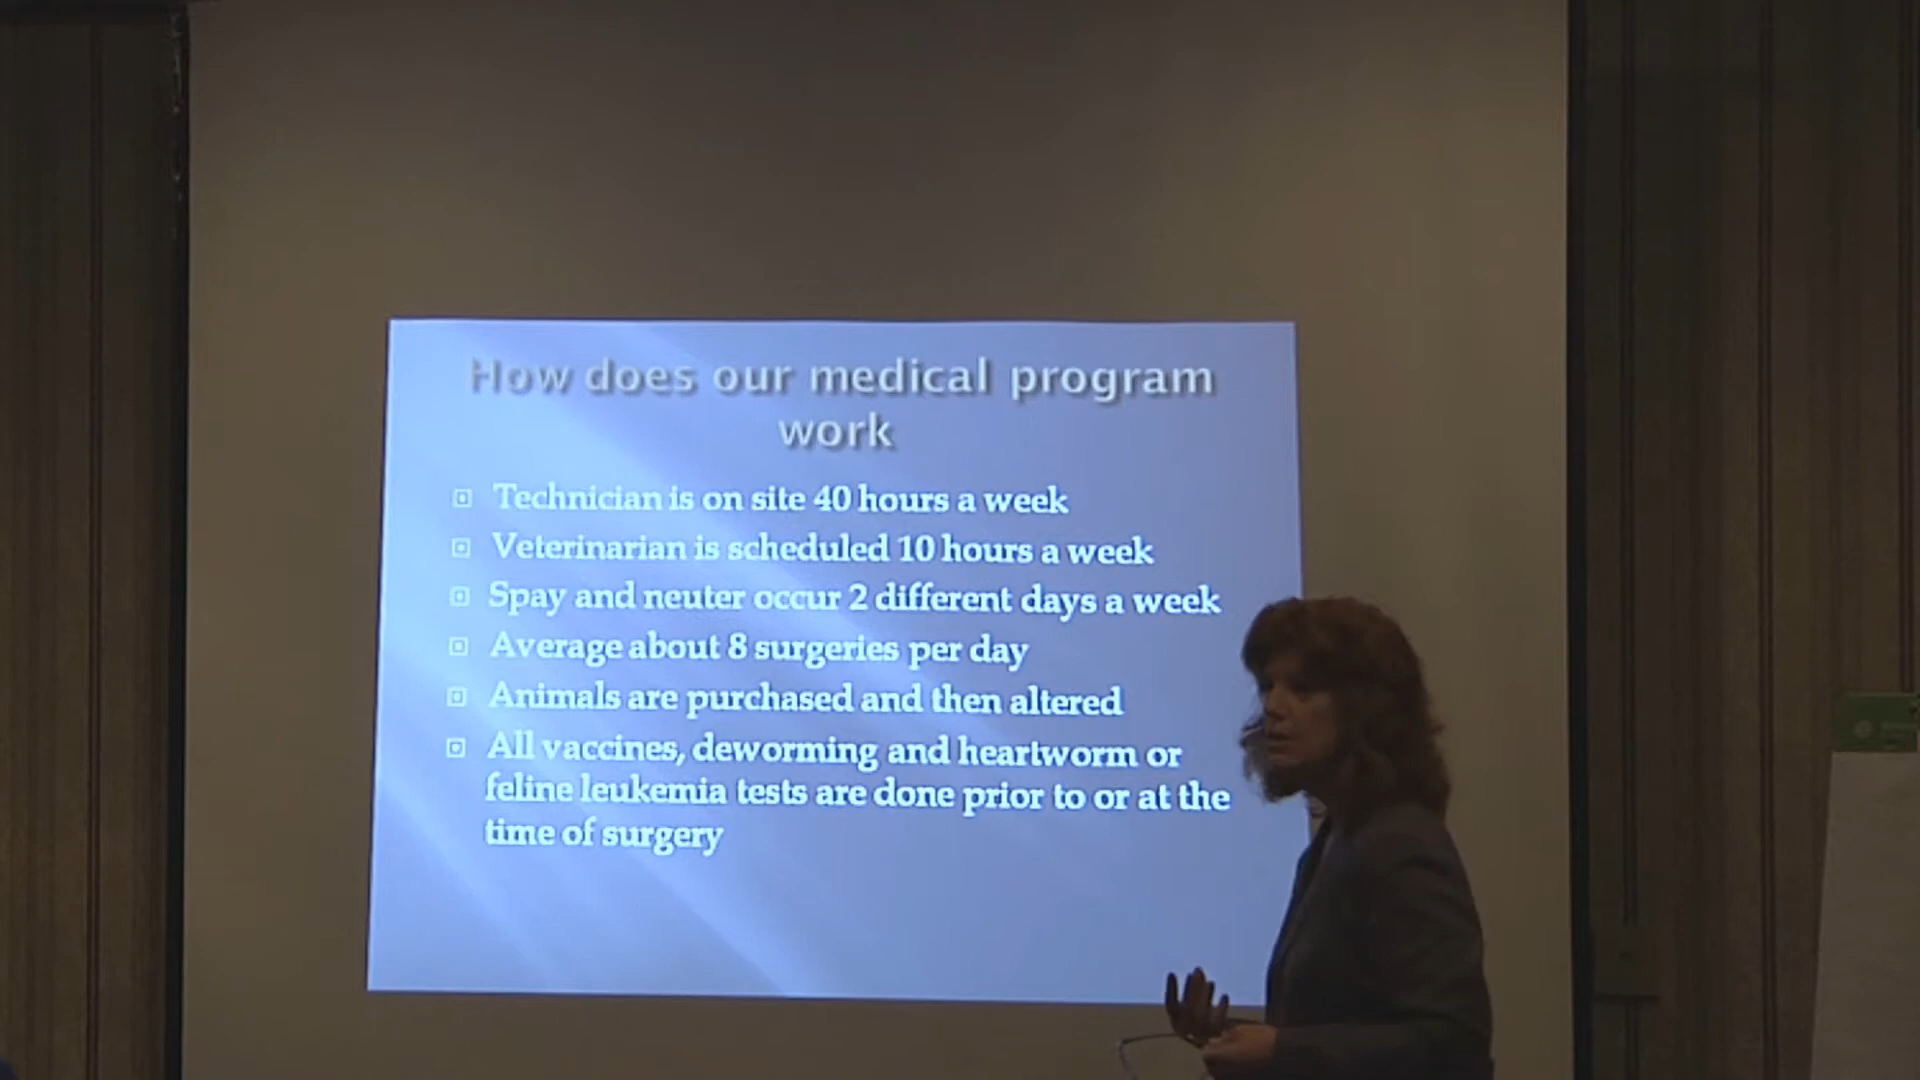 How does our medical program
work
Technician is on site 40 hours a week
Veterinarian is scheduled 10 hours a week
Spay and neuter occur 2 different days a week
Average about 8 surgeries per day
Animals are purchased and then altered
All vaccines, deworming and heartworm or
feline leukemia tests are done prior to or at the
time of surgery